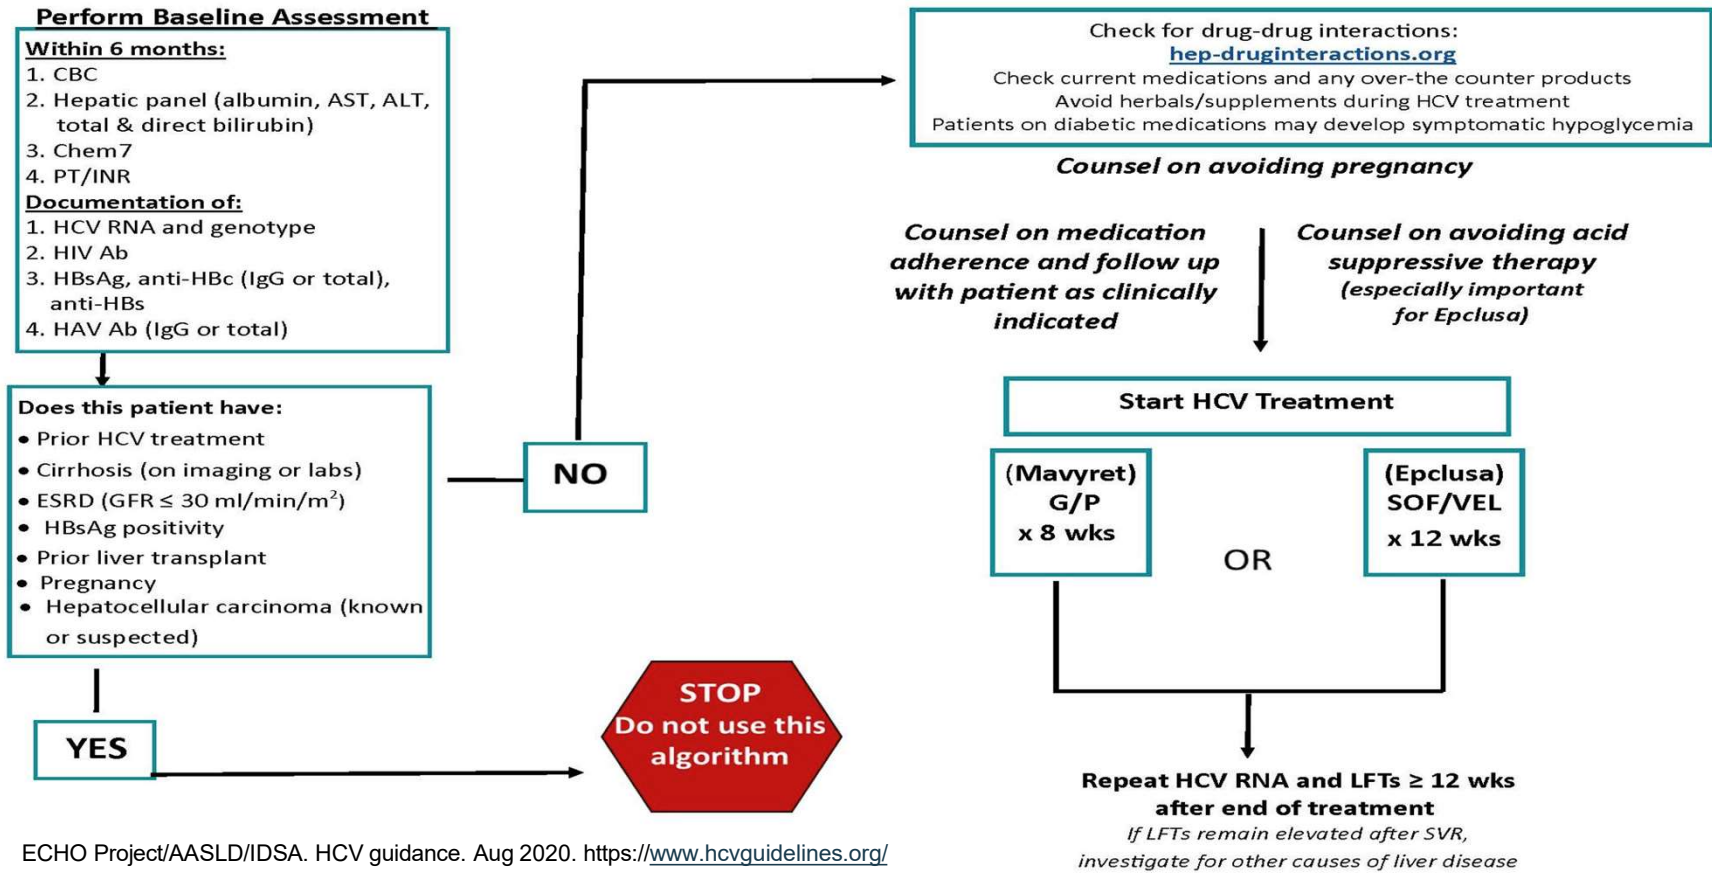 Perform Baseline Assessment
Within 6 months:
1. CBC
2. Hepatic panel (albumin, AST, ALT,
total & direct bilirubin)
3. Chem7
4. PT/INR
Documentation of:
1. HCV RNA and genotype
2. HIV Ab
3. HBsAg, anti-HBc (IgG or total),
anti-HBs
4. HAV Ab (IgG or total)
Does this patient have:
• Prior HCV treatment
• Cirrhosis (on imaging or labs)
• ESRD (GFR ≤ 30 ml/min/m²)
• HBsAg positivity
• Prior liver transplant
• Pregnancy
• Hepatocellular carcinoma (known
or suspected)
NO
YES
STOP
Do not use this
algorithm
Check for drug-drug interactions:
hep-druginteractions.org
Check current medications and any over-the counter products
Avoid herbals/supplements during HCV treatment
Patients on diabetic medications may develop symptomatic hypoglycemia
Counsel on avoiding pregnancy
Counsel on medication
adherence and follow up
with patient as clinically
indicated
Counsel on avoiding acid
suppressive therapy
(especially important
for Epclusa)
Start HCV Treatment
(Mavyret)
G/P
x 8 wks
OR
(Epclusa)
SOF/VEL
x 12 wks
Repeat HCV RNA and LFTs ≥ 12 wks
after end of treatment
If LFTs remain elevated after SVR,
investigate for other causes of liver disease
ECHO Project/AASLD/IDSA. HCV guidance. Aug 2020. https://www.hcvguidelines.org/